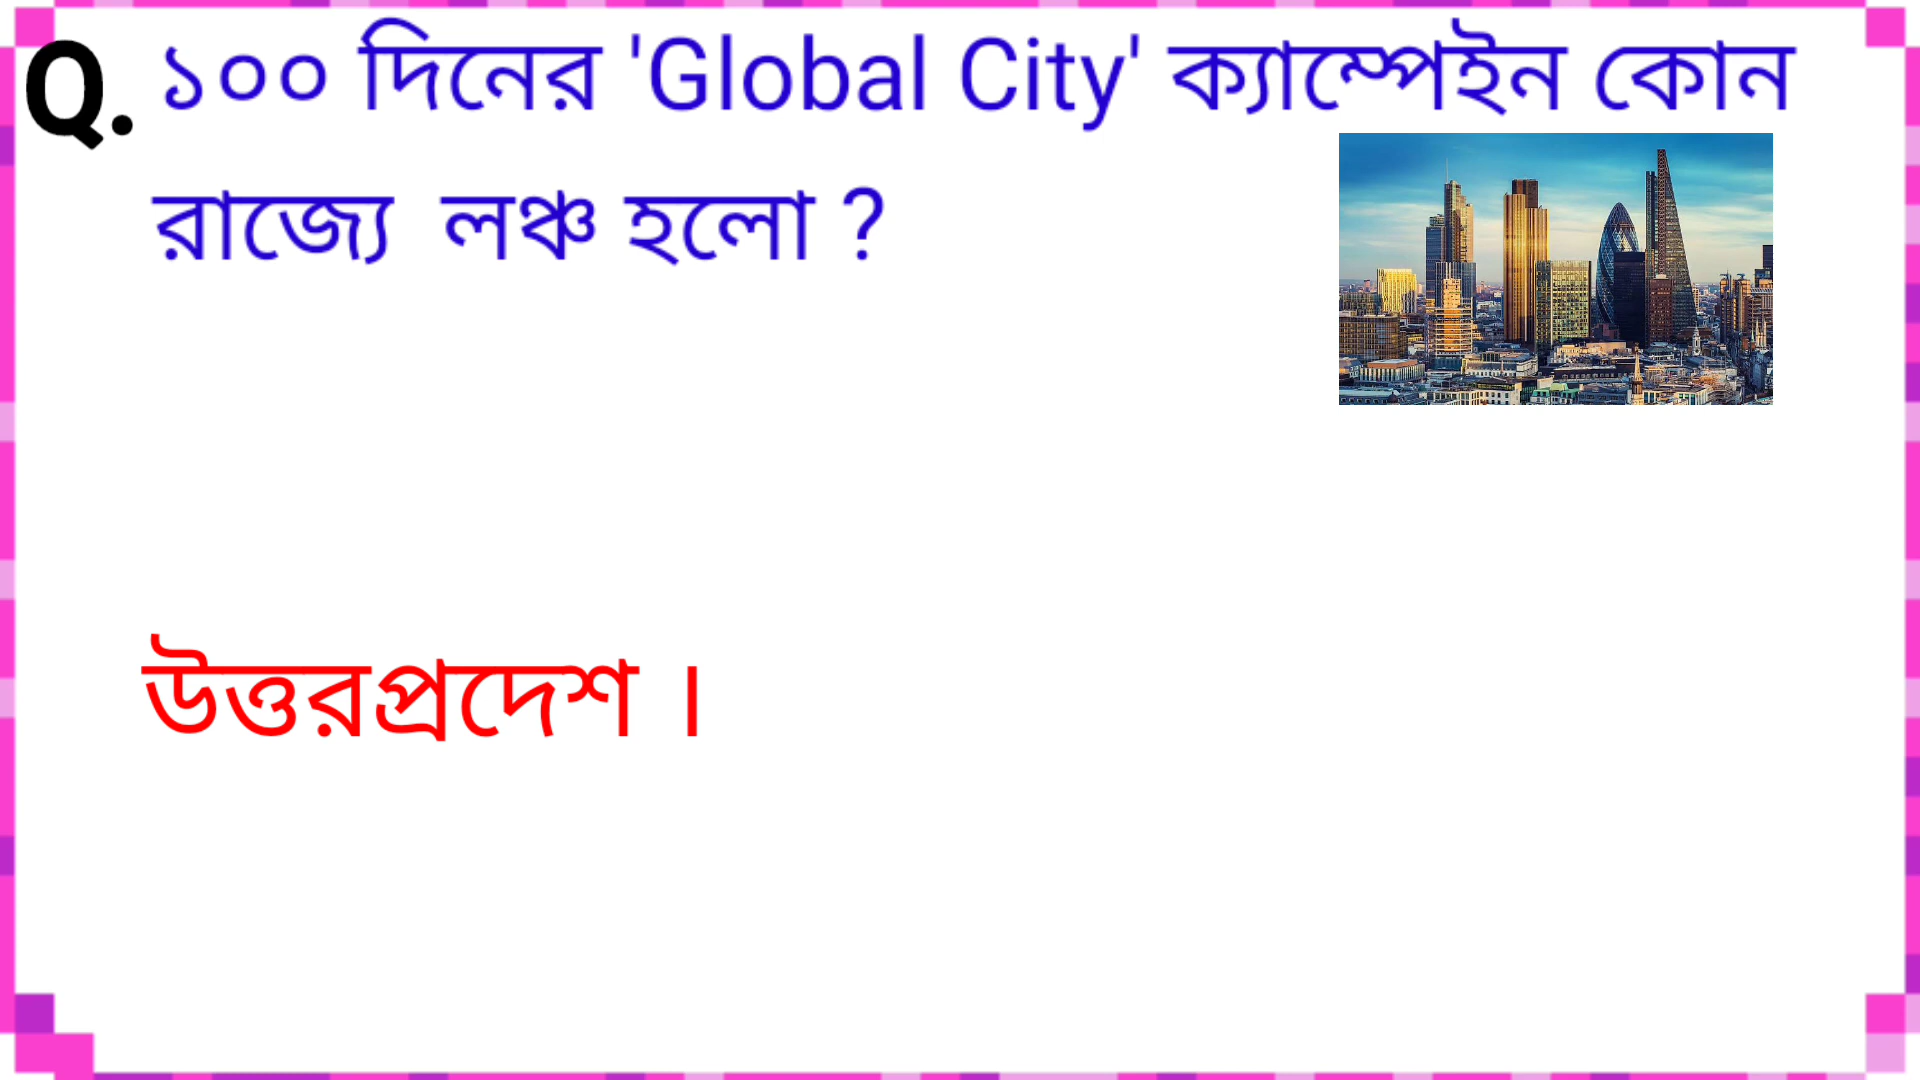 Q. ১০০ দিনের 'Global City' ক্যাম্পেইন কোন
রাজ্যে লঞ্চ হলো ?
উত্তরপ্রদেশ ।